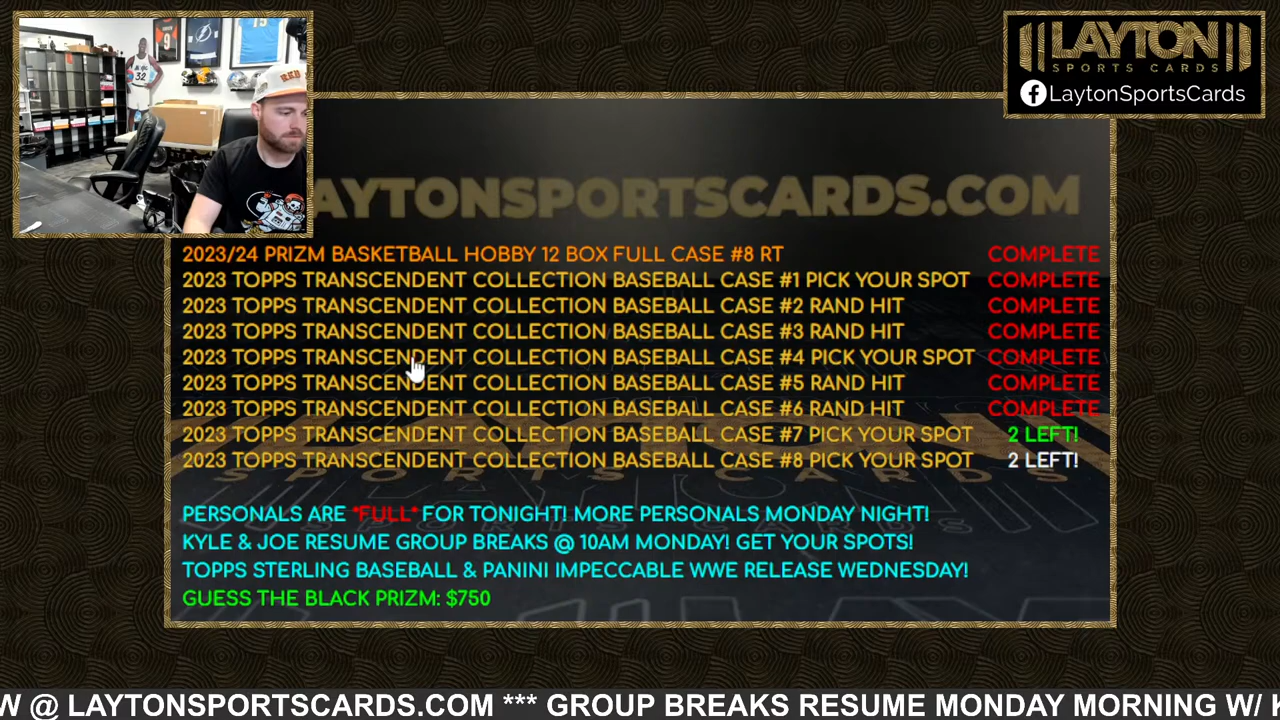 9
15
MAGIC
32
RED
LAYTON
SPORTS CARDS
LaytonSportsCards
LAYTONSPORTSCARDS.COM
2023/24 PRIZM BASKETBALL HOBBY 12 BOX FULL CASE #8 RT COMPLETE
2023 TOPPS TRANSCENDENT COLLECTION BASEBALL CASE #1 PICK YOUR SPOT COMPLETE
2023 TOPPS TRANSCENDENT COLLECTION BASEBALL CASE #2 RAND HIT COMPLETE
2023 TOPPS TRANSCENDENT COLLECTION BASEBALL CASE #3 RAND HIT COMPLETE
2023 TOPPS TRANSCENDENT COLLECTION BASEBALL CASE #4 PICK YOUR SPOT COMPLETE
2023 TOPPS TRANSCENDENT COLLECTION BASEBALL CASE #5 RAND HIT COMPLETE
2023 TOPPS TRANSCENDENT COLLECTION BASEBALL CASE #6 RAND HIT COMPLETE
2023 TOPPS TRANSCENDENT COLLECTION BASEBALL CASE #7 PICK YOUR SPOT 2 LEFT!
2023 TOPPS TRANSCENDENT COLLECTION BASEBALL CASE #8 PICK YOUR SPOT 2 LEFT!
SPORTS CARDS
PERSONALS ARE *FULL* FOR TONIGHT! MORE PERSONALS MONDAY NIGHT!
KYLE & JOE RESUME GROUP BREAKS @ 10AM MONDAY! GET YOUR SPOTS!
TOPPS STERLING BASEBALL & PANINI IMPECCABLE WWE RELEASE WEDNESDAY!
GUESS THE BLACK PRIZM: $750
W @ LAYTONSPORTSCARDS.COM *** GROUP BREAKS RESUME MONDAY MORNING W/